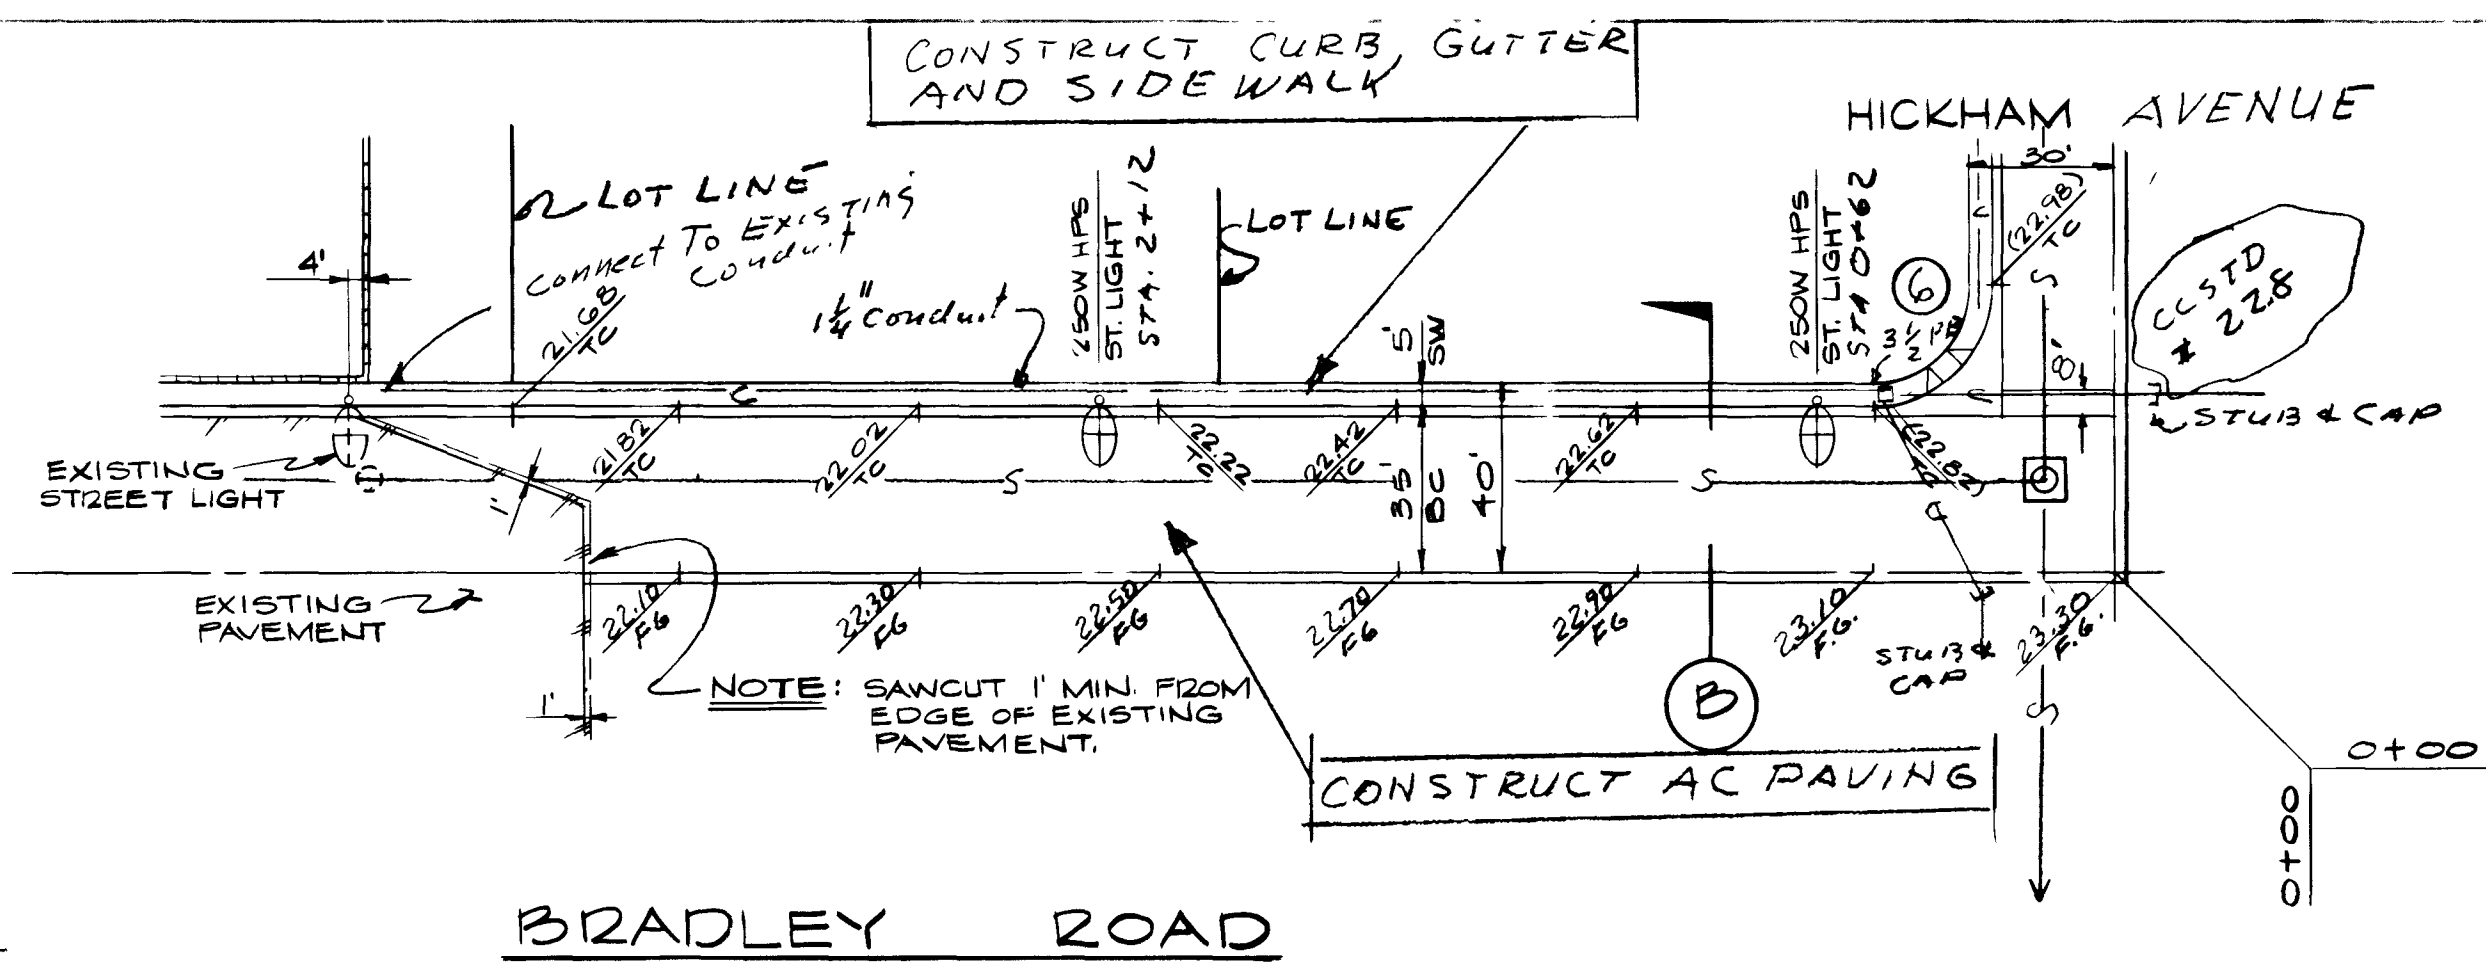 CONSTRUCT CURB, GUTTER
AND SIDEWALK
HICKHAM AVENUE
30'
(22.98)
TC
LOT LINE
CONNECT TO EXISTING
CONDUIT
4'
21.68
TC
1 1/4" Conduit
250W HPS
ST. LIGHT
STA. 2+12
LOT LINE
5'
SW
250W HPS
ST. LIGHT
STA 0+62
6
3 1/2 PB
8'
CCSTD
# 228
STUB & CAP
C
C
C
S
EXISTING
STREET LIGHT
1'
21.82
TC
22.02
TC
22.22
TC
22.42
TC
22.62
TC
(22.82)
TC
S
S
35'
BC
40'
C
EXISTING
PAVEMENT
22.10
FG
22.30
FG
22.50
FG
22.70
FG
22.90
FG
23.10
F.G.
23.30
F.G.
STUB &
CAP
S
1'
NOTE: SAWCUT 1' MIN. FROM
EDGE OF EXISTING
PAVEMENT.
B
CONSTRUCT AC PAVING
0+00
0+00
BRADLEY ROAD